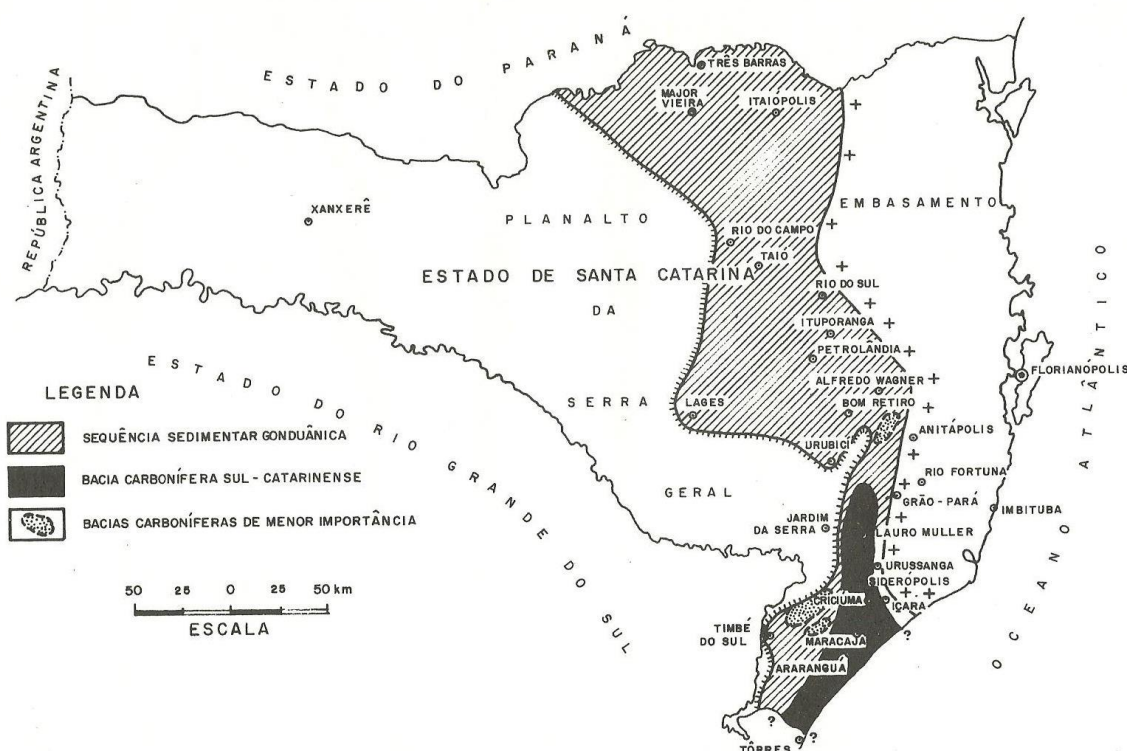 ESTADO DO PARANÁ
REPÚBLICA ARGENTINA
TRÊS BARRAS
MAJOR
VIEIRA
ITAIÓPOLIS
XANXERÊ
PLANALTO
EMBASAMENTO
RIO DO CAMPO
TAIÓ
ESTADO DE SANTA CATARINA
RIO DO SUL
DA
ITUPORANGA
PETROLÂNDIA
ALFREDO WAGNER
FLORIANÓPOLIS
SERRA
LAGES
BOM RETIRO
ANITÁPOLIS
URUBICI
RIO FORTUNA
GERAL
GRÃO-PARÁ
IMBITUBA
JARDIM
DA SERRA
LAURO MULLER
URUSSANGA
SIDERÓPOLIS
CRICIUMA
IÇARA
TIMBÉ
DO SUL
MARACAJÁ
?
ARARANGUÁ
?
?
TÔRRES
OCEANO ATLÂNTICO
ESTADO DO RIO GRANDE DO SUL
LEGENDA
SEQUÊNCIA SEDIMENTAR GONDUÂNICA
BACIA CARBONÍFERA SUL-CATARINENSE
BACIAS CARBONÍFERAS DE MENOR IMPORTÂNCIA
50 25 0 25 50 km
ESCALA